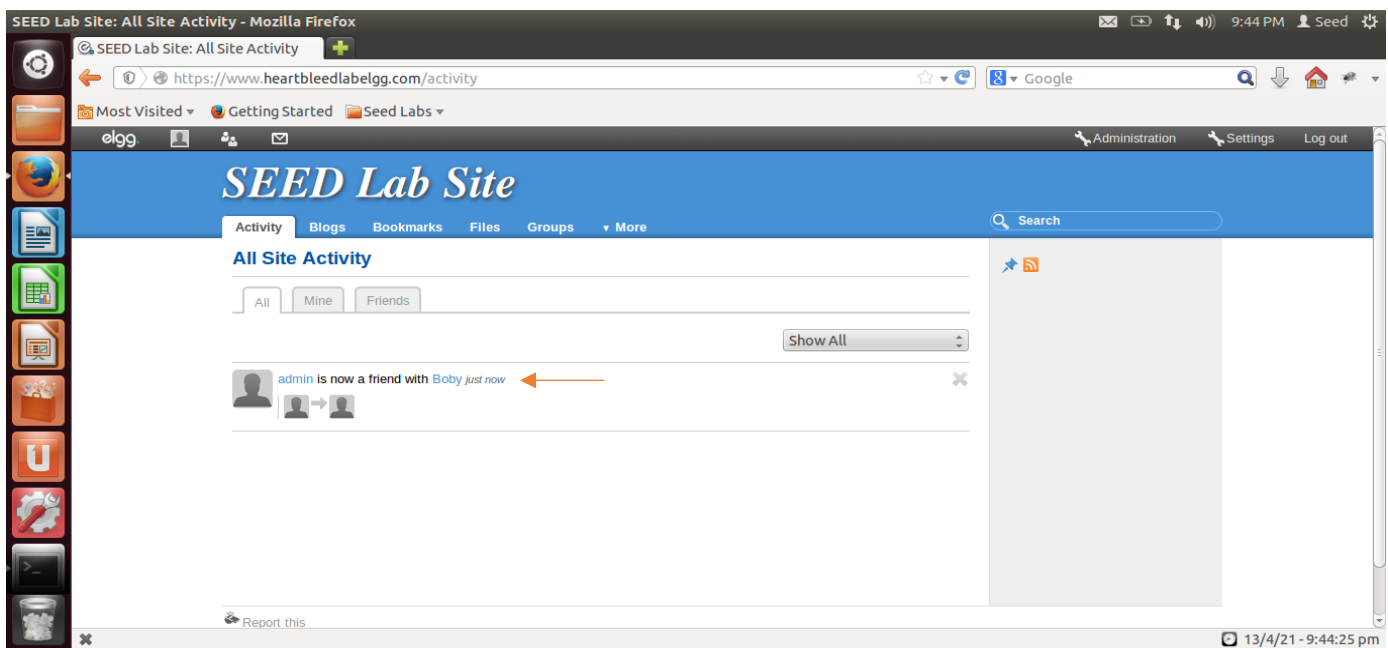 SEED Lab Site: All Site Activity - Mozilla Firefox
9:44 PM Seed
SEED Lab Site: All Site Activity
https://www.heartbleedlabelgg.com/activity
Google
Most Visited Getting Started Seed Labs
elgg. Administration Settings Log out
SEED Lab Site
Activity Blogs Bookmarks Files Groups ▾ More
Search
All Site Activity
All Mine Friends
Show All
admin is now a friend with Boby just now
Report this
13/4/21 - 9:44:25 pm